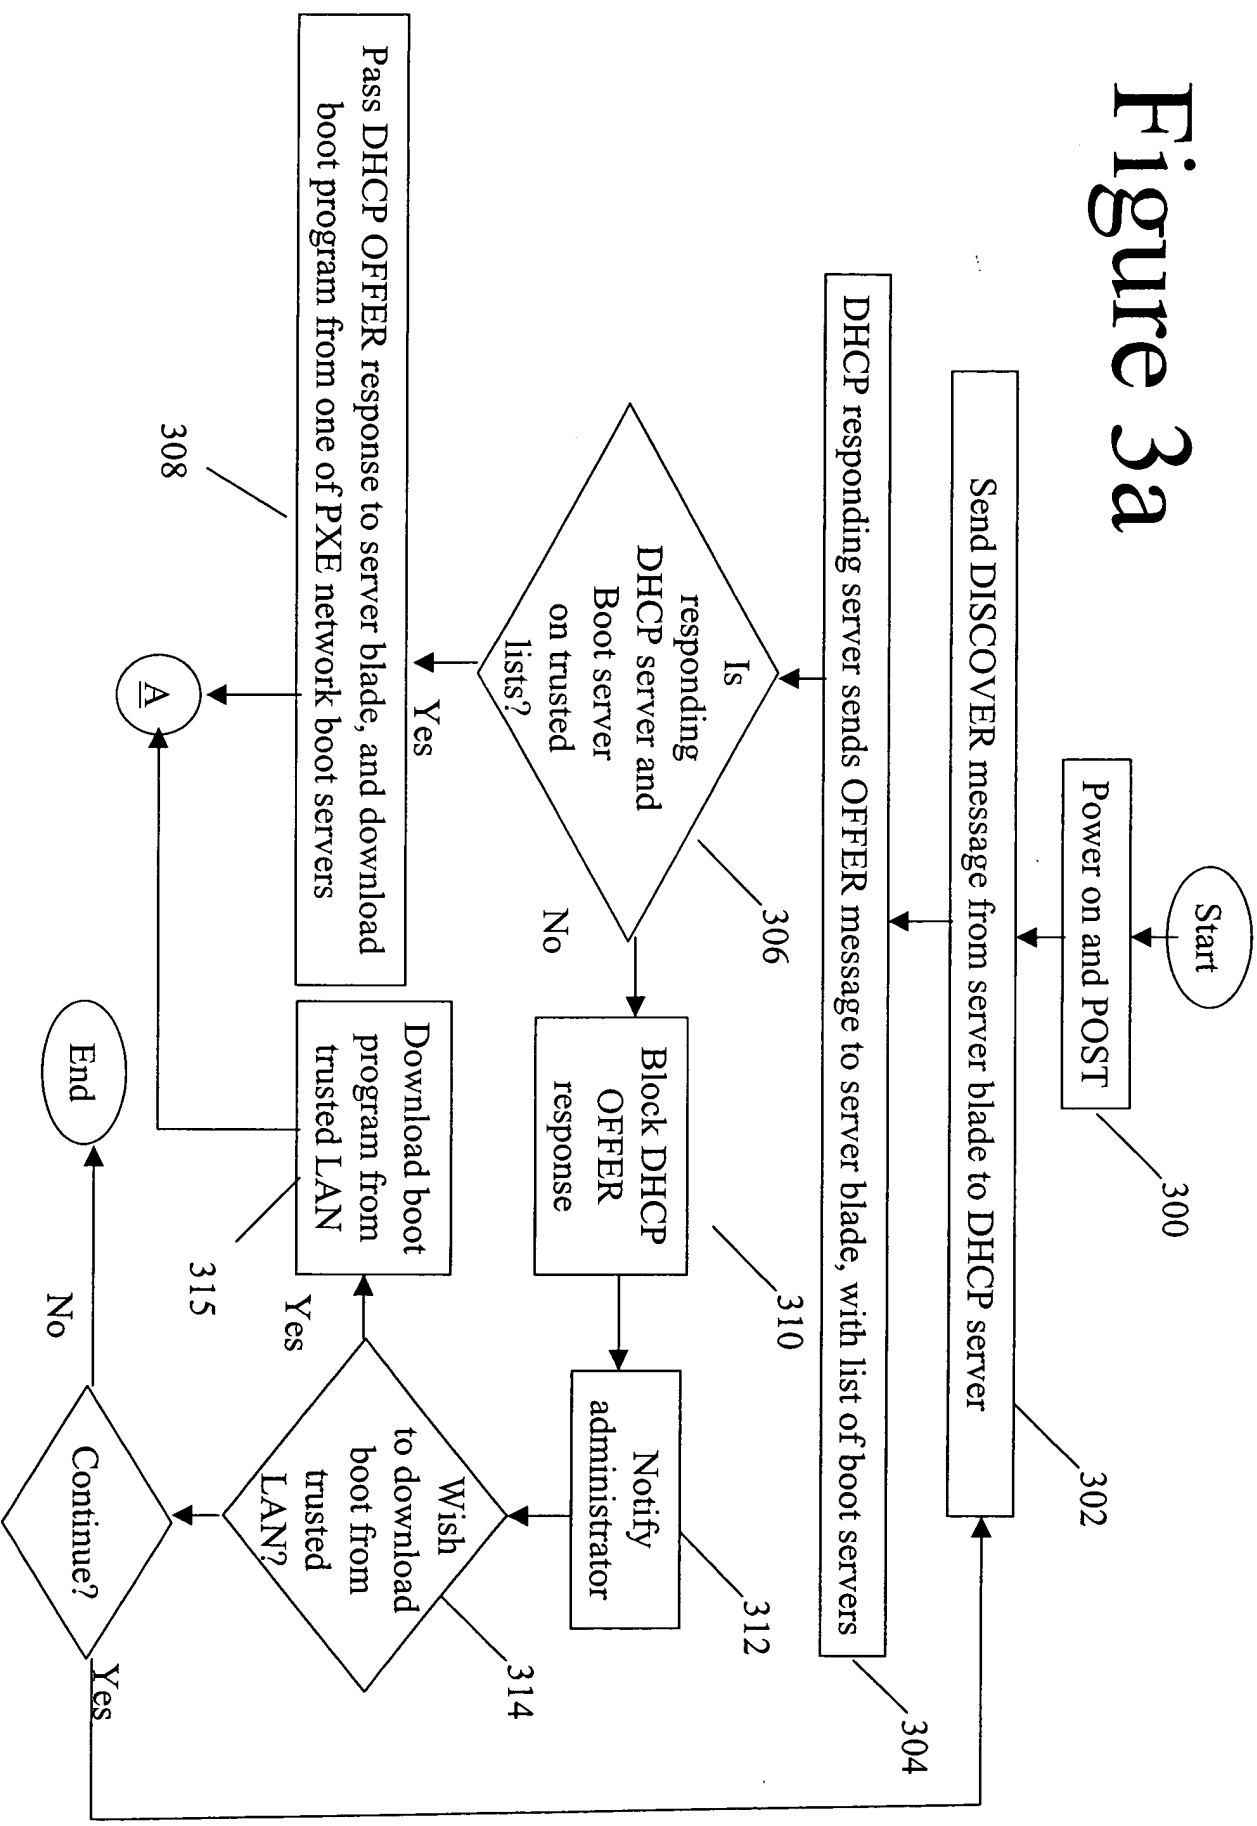 Start
Power on and POST
300
Send DISCOVER message from server blade to DHCP server
302
DHCP responding server sends OFFER message to server blade, with list of boot servers
304
Is
responding
DHCP server and
Boot server
on trusted
lists?
306
No
Yes
Block DHCP
OFFER
response
310
Notify
administrator
312
Pass DHCP OFFER response to server blade, and download
boot program from one of PXE network boot servers
308
Download boot
program from
trusted LAN
315
Yes
Wish
to download
boot from
trusted
LAN?
314
A
End
No
Continue?
Yes
Figure 3a